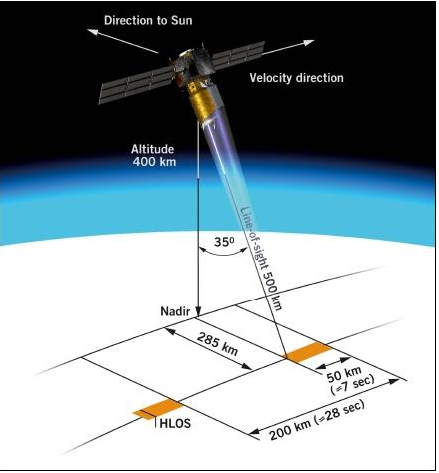 Direction to Sun
Velocity direction
Altitude
400 km
Line-of-sight 500 km
35⁰
Nadir
285 km
50 km
(≃7 sec)
HLOS
200 km (≃28 sec)